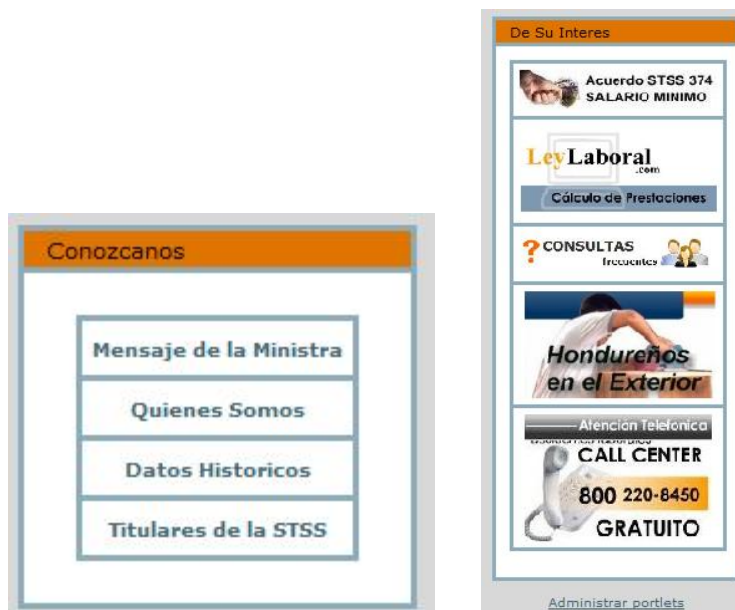 Conozcanos
Mensaje de la Ministra
Quienes Somos
Datos Historicos
Titulares de la STSS
De Su Interes
Acuerdo STSS 374
SALARIO MINIMO
LeyLaboral
.com
Cálculo de Prestaciones
? CONSULTAS
frecuentes
Hondureños
en el Exterior
Atención Telefonica
CALL CENTER
800 220-8450
GRATUITO
Administrar portlets